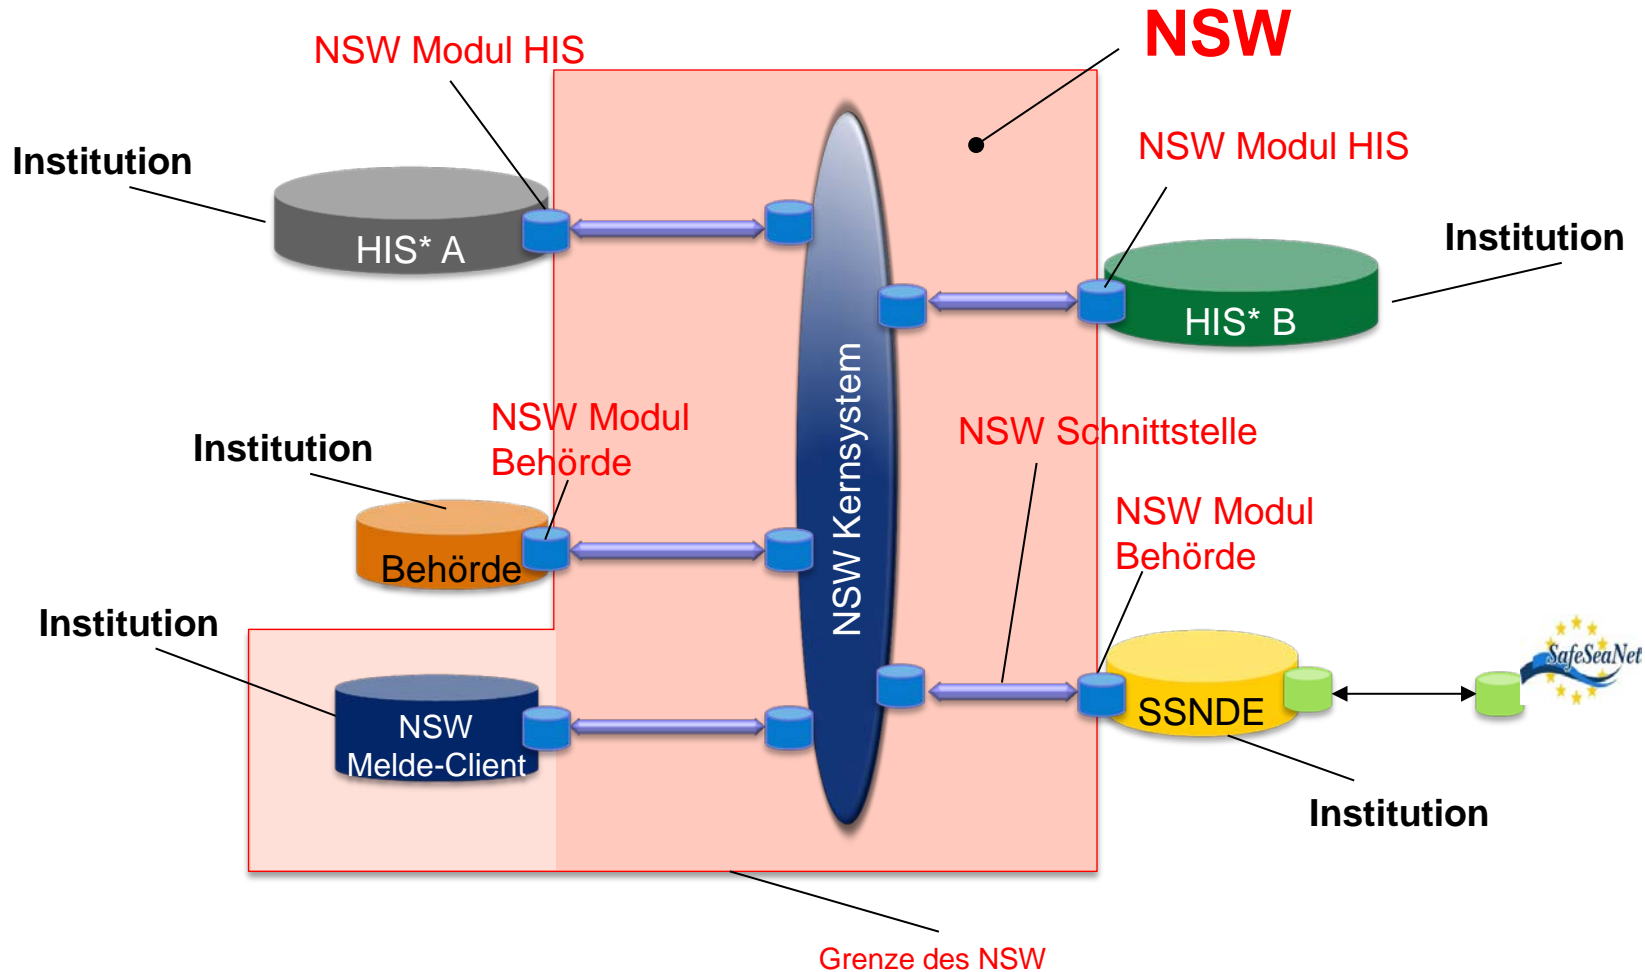 NSW
NSW Modul HIS
NSW Modul HIS
Institution
HIS* A
Institution
HIS* B
NSW Kernsystem
NSW Modul
Behörde
NSW Schnittstelle
Institution
Behörde
NSW Modul
Behörde
Institution
NSW
Melde-Client
SSNDE
SafeSeaNet
Institution
Grenze des NSW